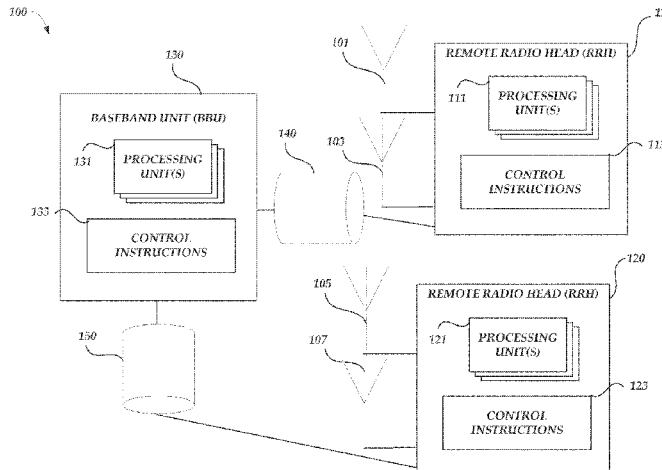 100
130
BASEBAND UNIT (BBU)
131
PROCESSING
UNIT(S)
133
CONTROL
INSTRUCTIONS
140
150
101
103
REMOTE RADIO HEAD (RRH)
111
PROCESSING
UNIT(S)
CONTROL
INSTRUCTIONS
105
107
120
REMOTE RADIO HEAD (RRH)
121
PROCESSING
UNIT(S)
123
CONTROL
INSTRUCTIONS